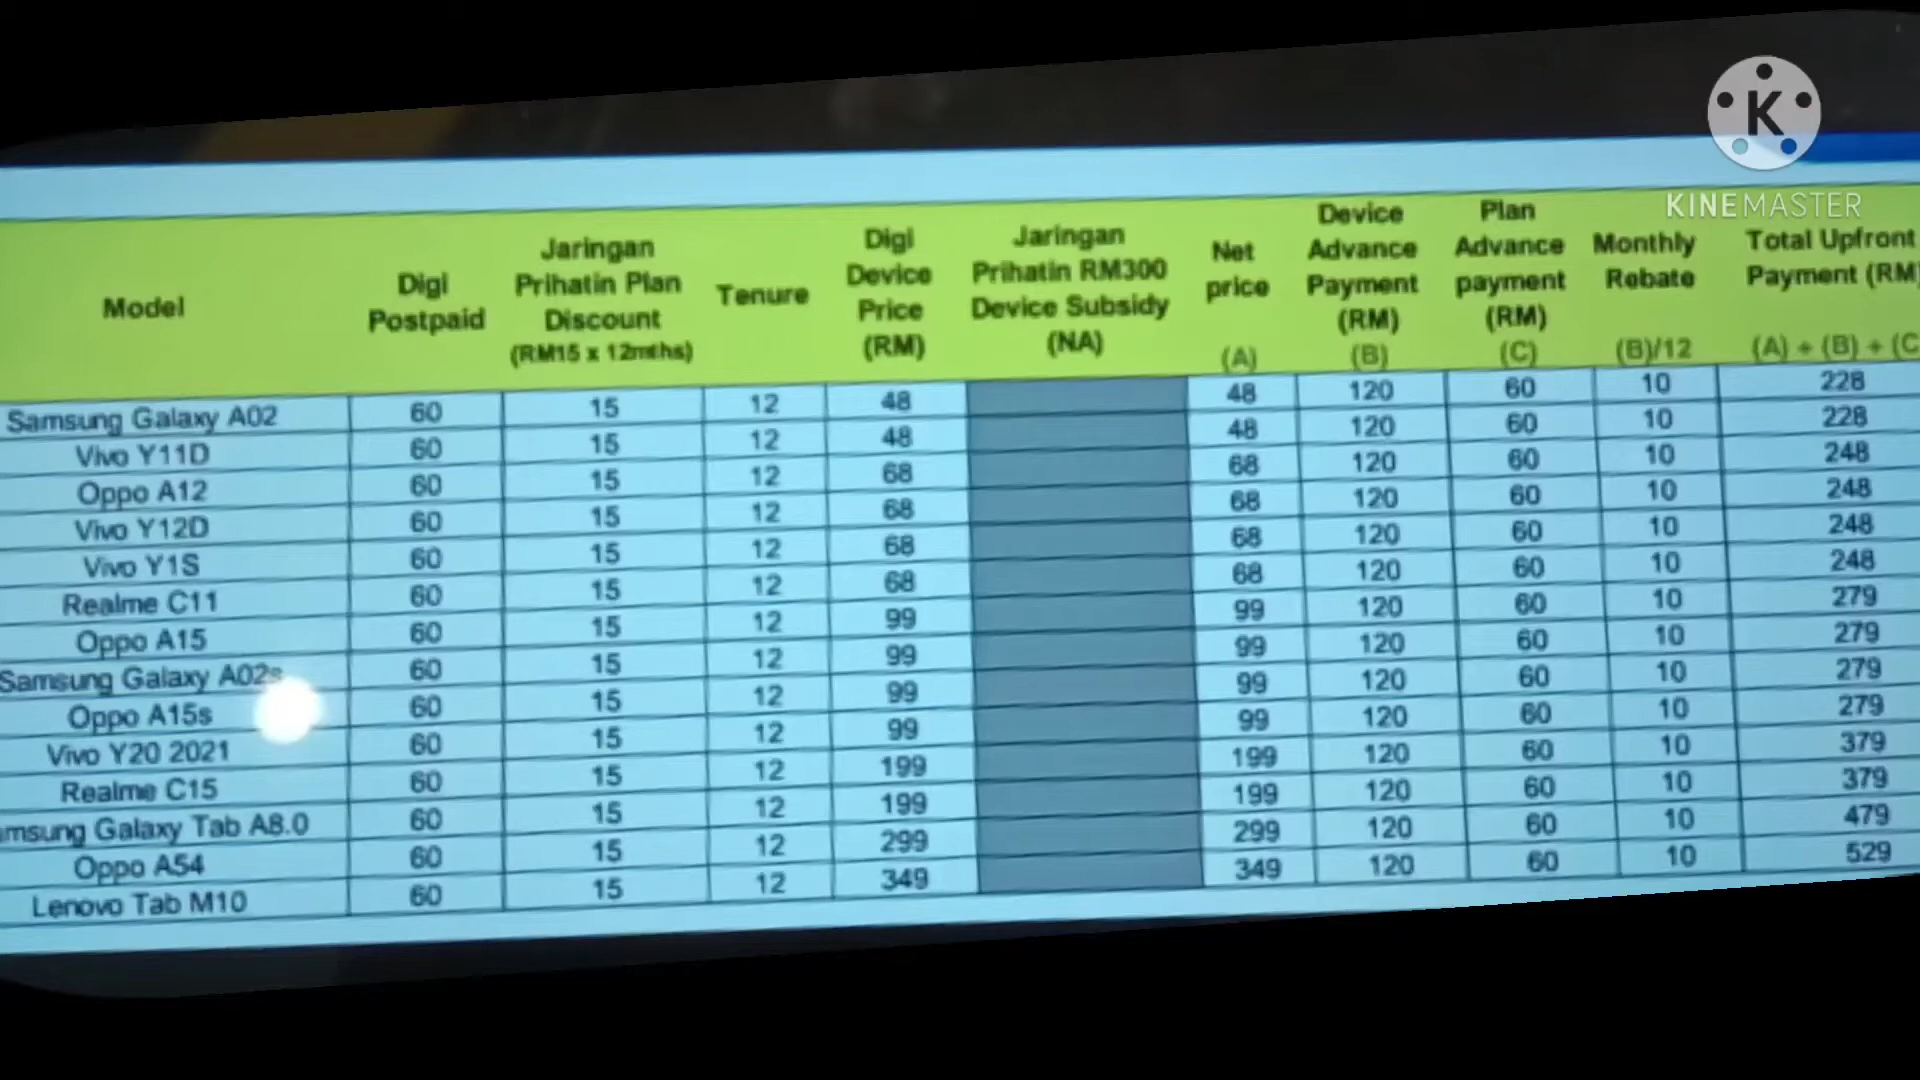 K
KINEMASTER
Model
Digi
Postpaid
Jaringan
Prihatin Plan
Discount
(RM15 x 12mths)
Tenure
Digi
Device
Price
(RM)
Jaringan
Prihatin RM300
Device Subsidy
(NA)
Net
price
(A)
Device
Advance
Payment
(RM)
(B)
Plan
Advance
payment
(RM)
(C)
Monthly
Rebate
(B)/12
Total Upfront
Payment (RM)
(A) + (B) + (C
Samsung Galaxy A02 60 15 12 48 48 120 60 10 228
Vivo Y11D 60 15 12 48 48 120 60 10 228
Oppo A12 60 15 12 68 68 120 60 10 248
Vivo Y12D 60 15 12 68 68 120 60 10 248
Vivo Y1S 60 15 12 68 68 120 60 10 248
Realme C11 60 15 12 68 68 120 60 10 248
Oppo A15 60 15 12 99 99 120 60 10 279
Samsung Galaxy A02s 60 15 12 99 99 120 60 10 279
Oppo A15s 60 15 12 99 99 120 60 10 279
Vivo Y20 2021 60 15 12 99 99 120 60 10 279
Realme C15 60 15 12 199 199 120 60 10 379
msung Galaxy Tab A8.0 60 15 12 199 199 120 60 10 379
Oppo A54 60 15 12 299 299 120 60 10 479
Lenovo Tab M10 60 15 12 349 349 120 60 10 529